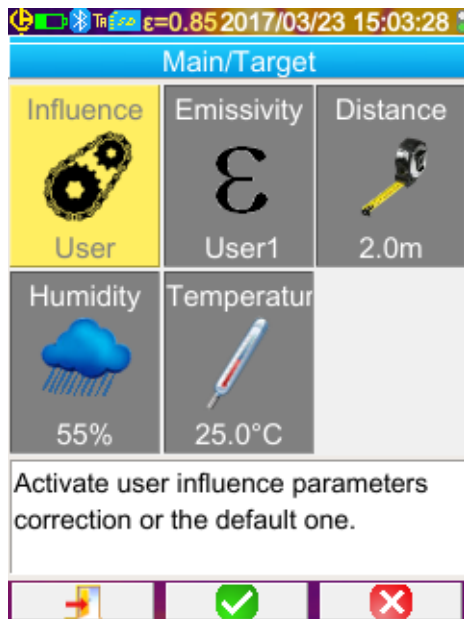 ε=0.85 2017/03/23 15:03:28
Main/Target
Influence Emissivity Distance
ε
User User1 2.0m
Humidity Temperatur
55% 25.0°C
Activate user influence parameters
correction or the default one.